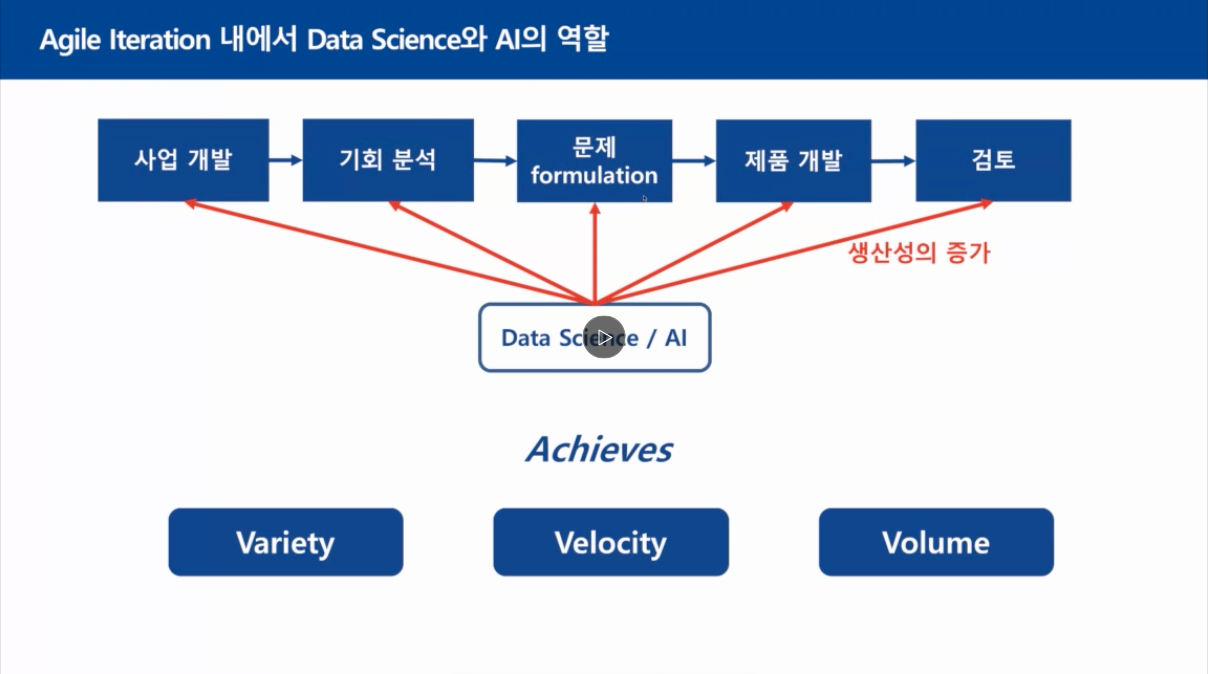 Agile Iteration 내에서 Data Science와 AI의 역할
사업 개발
기회 분석
문제
formulation
제품 개발
검토
생산성의 증가
Data Science / AI
Achieves
Variety
Velocity
Volume